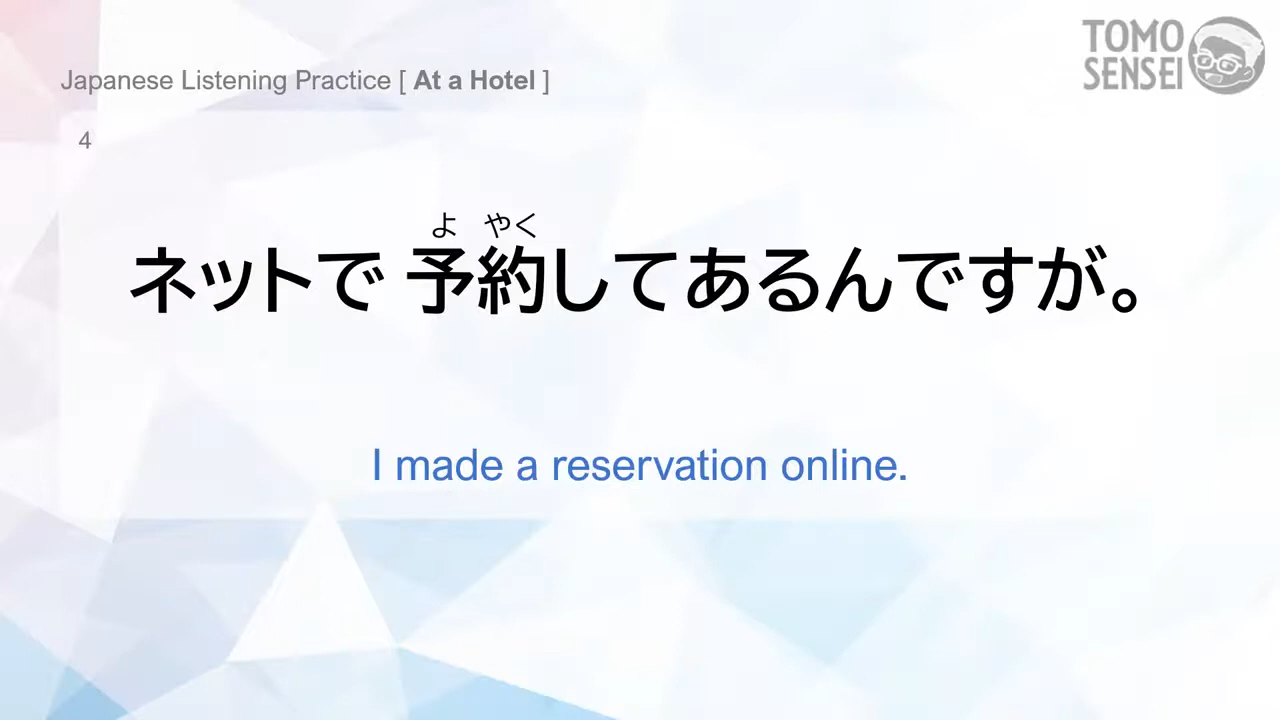 Japanese Listening Practice [ At a Hotel ]
TOMO
SENSEI
4
よ やく
ネットで 予約してあるんですが。
I made a reservation online.